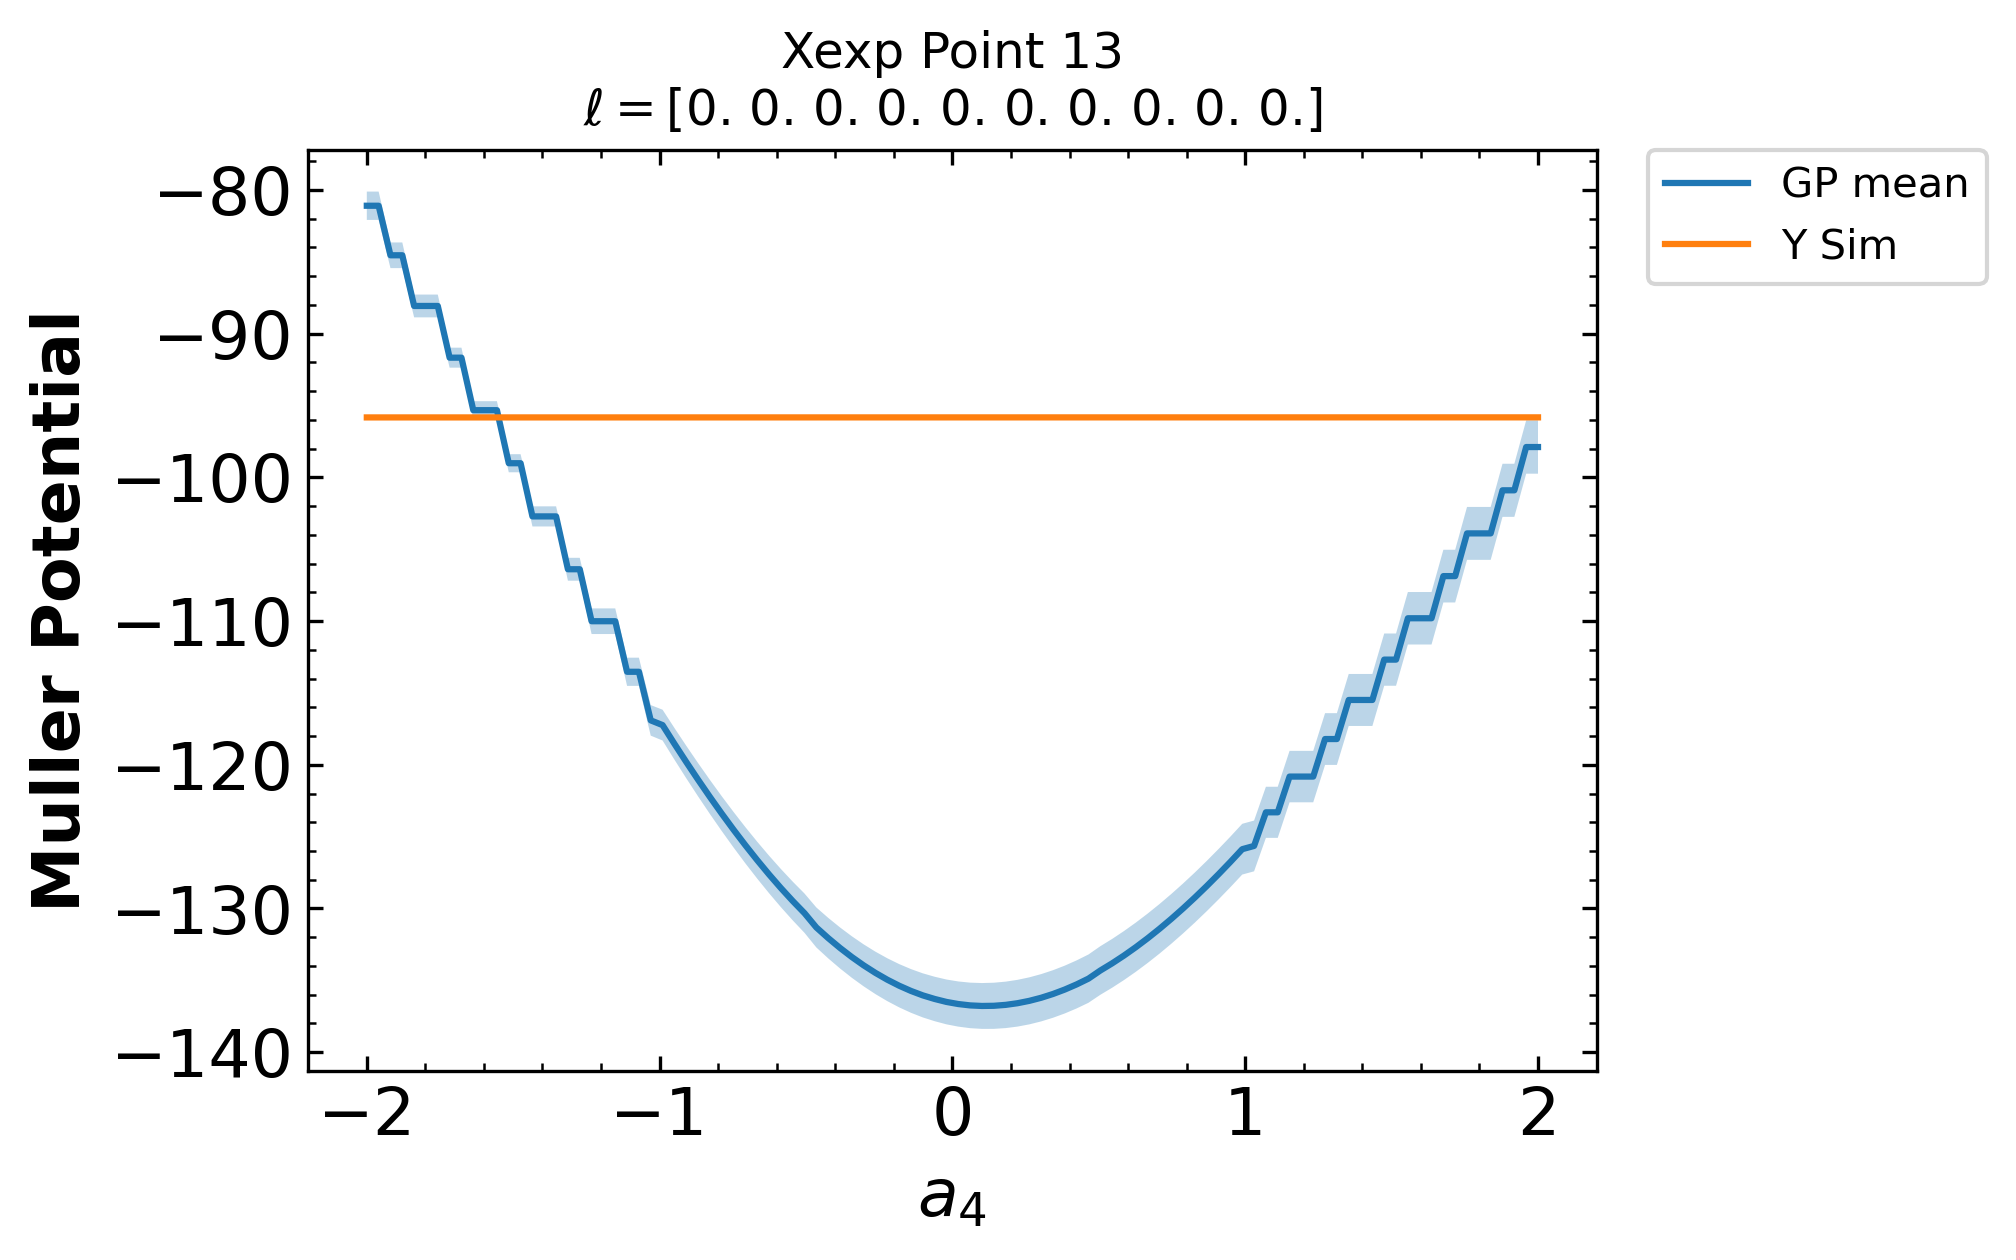 Xexp Point 13
ℓ = [0. 0. 0. 0. 0. 0. 0. 0. 0. 0.]
GP mean
Y Sim
Muller Potential
−80
−90
−100
−110
−120
−130
−140
−2 −1 0 1 2
a₄